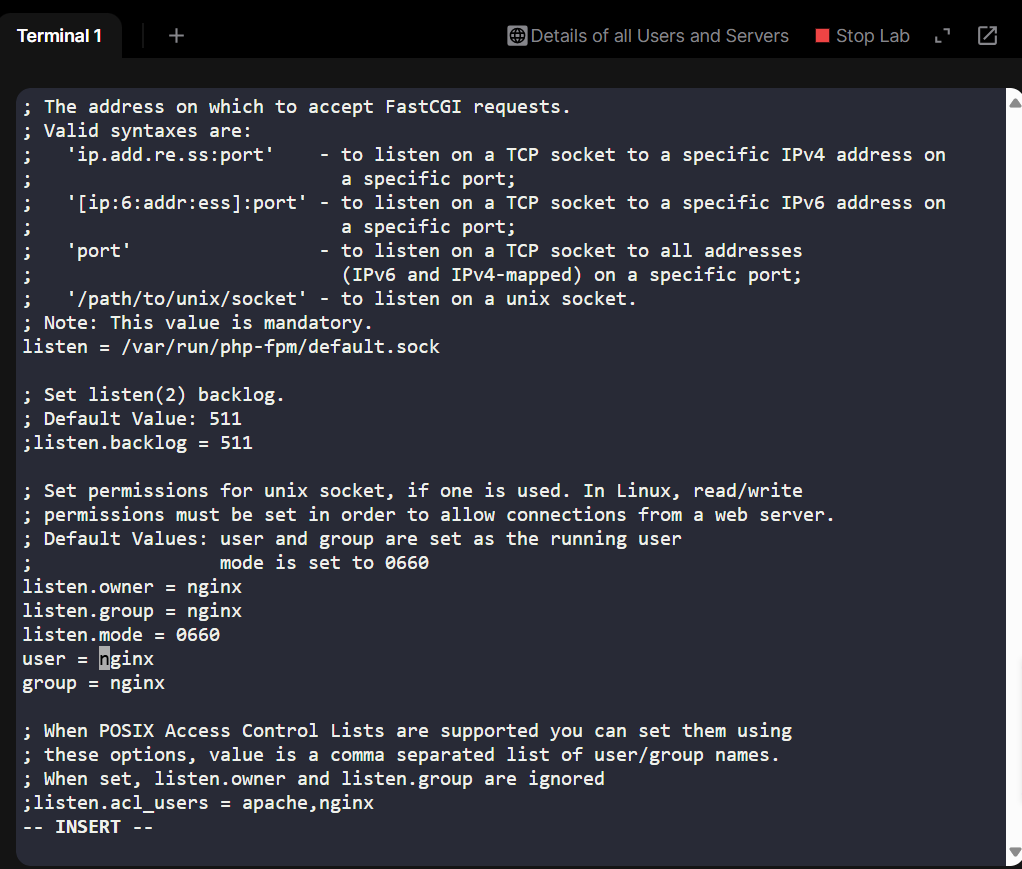 Terminal 1
+
Details of all Users and Servers
Stop Lab
; The address on which to accept FastCGI requests.
; Valid syntaxes are:
;   'ip.add.re.ss:port'    - to listen on a TCP socket to a specific IPv4 address on
;                            a specific port;
;   '[ip:6:addr:ess]:port' - to listen on a TCP socket to a specific IPv6 address on
;                            a specific port;
;   'port'                 - to listen on a TCP socket to all addresses
;                            (IPv6 and IPv4-mapped) on a specific port;
;   '/path/to/unix/socket' - to listen on a unix socket.
; Note: This value is mandatory.
listen = /var/run/php-fpm/default.sock

; Set listen(2) backlog.
; Default Value: 511
;listen.backlog = 511

; Set permissions for unix socket, if one is used. In Linux, read/write
; permissions must be set in order to allow connections from a web server.
; Default Values: user and group are set as the running user
;                 mode is set to 0660
listen.owner = nginx
listen.group = nginx
listen.mode = 0660
user = nginx
group = nginx

; When POSIX Access Control Lists are supported you can set them using
; these options, value is a comma separated list of user/group names.
; When set, listen.owner and listen.group are ignored
;listen.acl_users = apache,nginx
-- INSERT --